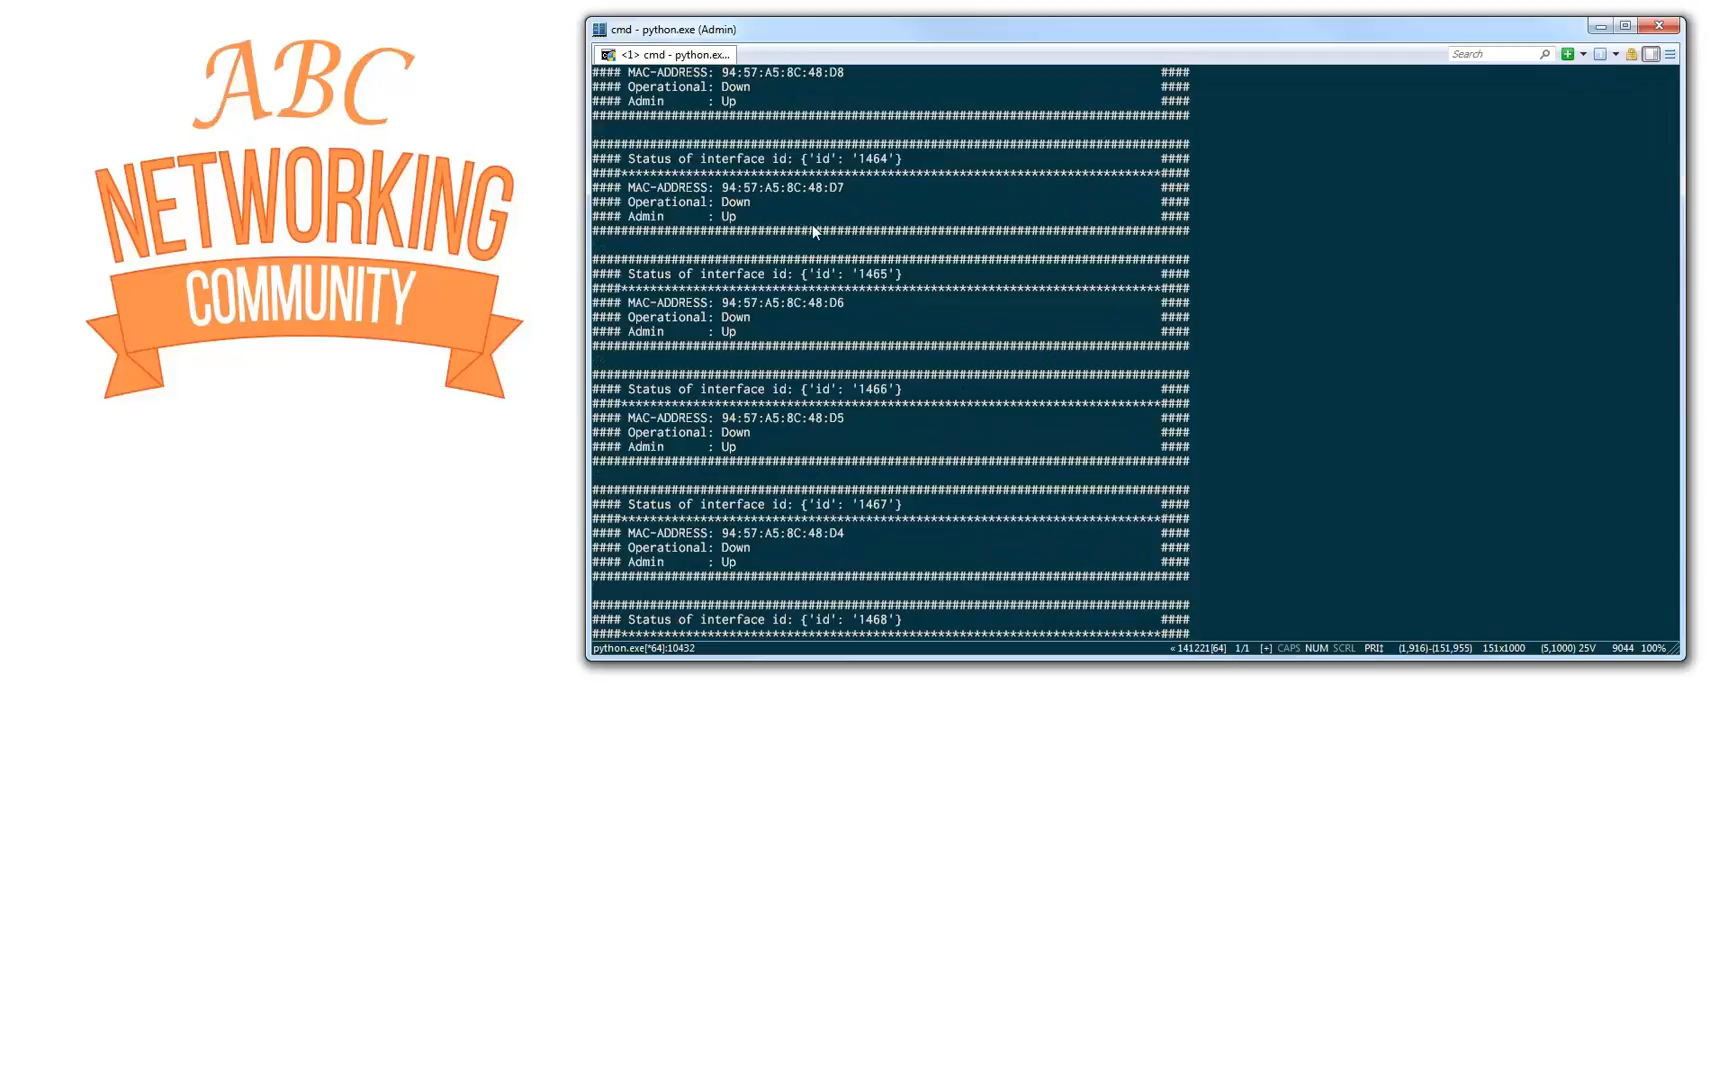 ABC
NETWORKING
COMMUNITY
cmd - python.exe (Admin)
<1> cmd - python.ex...
Search
#### MAC-ADDRESS: 94:57:A5:8C:48:D8 ####
#### Operational: Down ####
#### Admin : Up ####
###################################################################################
###################################################################################
#### Status of interface id: {'id': '1464'} ####
####***************************************************************************####
#### MAC-ADDRESS: 94:57:A5:8C:48:D7 ####
#### Operational: Down ####
#### Admin : Up ####
###################################################################################
###################################################################################
#### Status of interface id: {'id': '1465'} ####
####***************************************************************************####
#### MAC-ADDRESS: 94:57:A5:8C:48:D6 ####
#### Operational: Down ####
#### Admin : Up ####
###################################################################################
###################################################################################
#### Status of interface id: {'id': '1466'} ####
####***************************************************************************####
#### MAC-ADDRESS: 94:57:A5:8C:48:D5 ####
#### Operational: Down ####
#### Admin : Up ####
###################################################################################
###################################################################################
#### Status of interface id: {'id': '1467'} ####
####***************************************************************************####
#### MAC-ADDRESS: 94:57:A5:8C:48:D4 ####
#### Operational: Down ####
#### Admin : Up ####
###################################################################################
###################################################################################
#### Status of interface id: {'id': '1468'} ####
####***************************************************************************####
python.exe[*64]:10432 « 141221[64] 1/1 [+] CAPS NUM SCRL PRI‡ (1,916)-(151,955) 151x1000 (5,1000) 25V 9044 100%